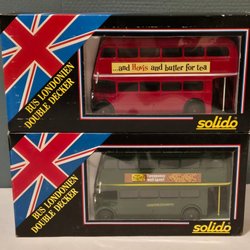 BUS LONDONIEN
DOUBLE DECKER
...and Hovis and butter for tea
solido
BUS LONDONIEN
DOUBLE DECKER
solido